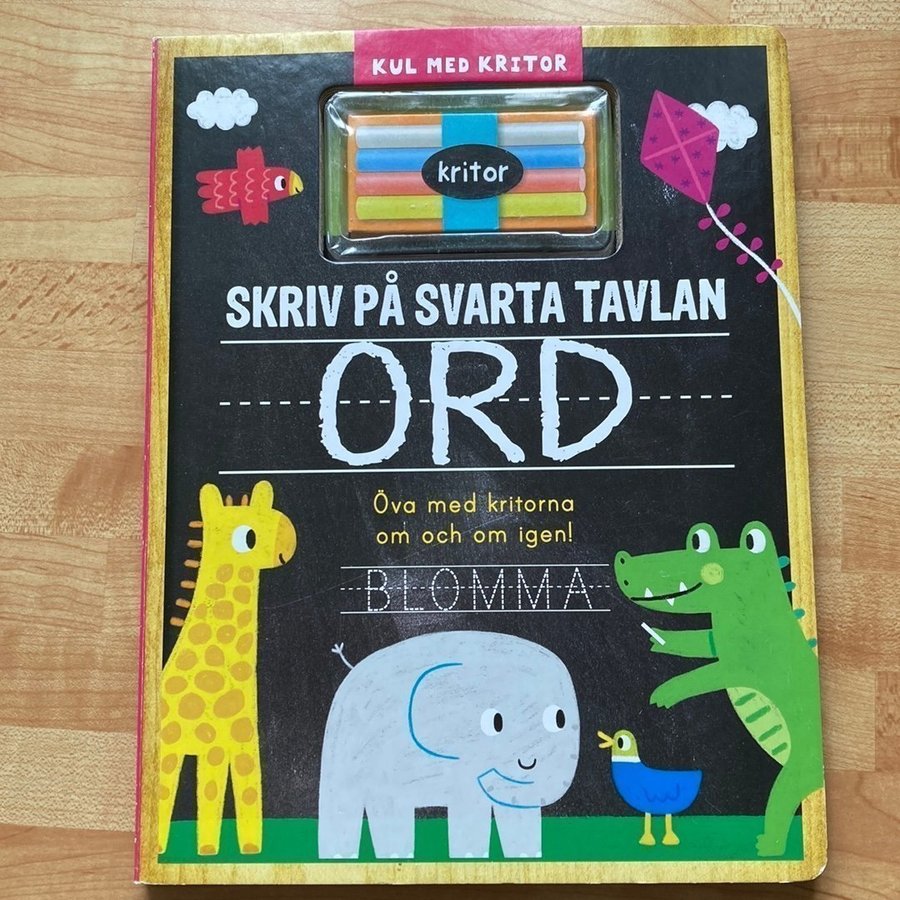 KUL MED KRITOR
kritor
SKRIV PÅ SVARTA TAVLAN
ORD
Öva med kritorna
om och om igen!
BLOMMA